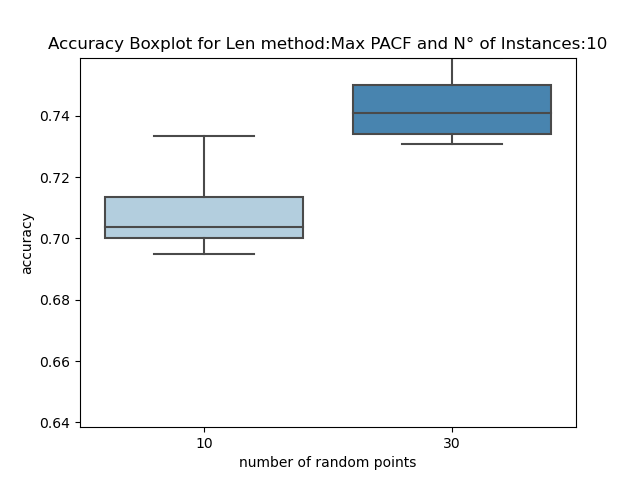 Accuracy Boxplot for Len method:Max PACF and N° of Instances:10
accuracy
0.74
0.72
0.70
0.68
0.66
0.64
10
30
number of random points